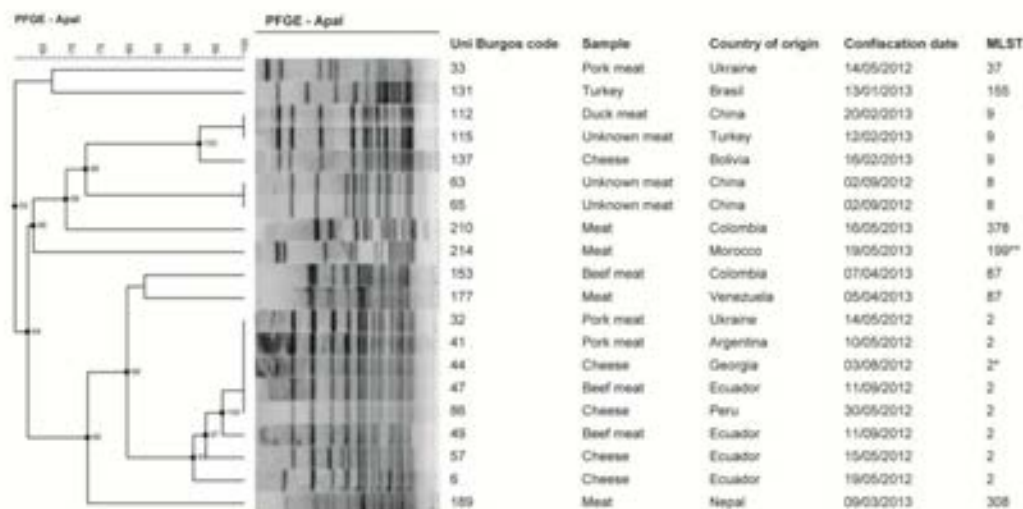 PFGE - ApaI
PFGE - ApaI
Uni Burgos code Sample Country of origin Confiscation date MLST
33 Pork meat Ukraine 14/05/2012 37
131 Turkey Brasil 13/01/2013 155
112 Duck meat China 20/02/2013 9
115 Unknown meat Turkey 12/02/2013 9
137 Cheese Bolivia 16/02/2013 9
63 Unknown meat China 02/09/2012 8
65 Unknown meat China 02/09/2012 8
210 Meat Colombia 16/05/2013 378
214 Meat Morocco 19/05/2013 199**
153 Beef meat Colombia 07/04/2013 87
177 Meat Venezuela 05/04/2013 87
32 Pork meat Ukraine 14/05/2012 2
41 Pork meat Argentina 10/05/2012 2
44 Cheese Georgia 03/08/2012 2*
47 Beef meat Ecuador 11/09/2012 2
86 Cheese Peru 30/05/2012 2
49 Beef meat Ecuador 11/09/2012 2
57 Cheese Ecuador 15/05/2012 2
6 Cheese Ecuador 19/05/2012 2
189 Meat Nepal 09/03/2013 308